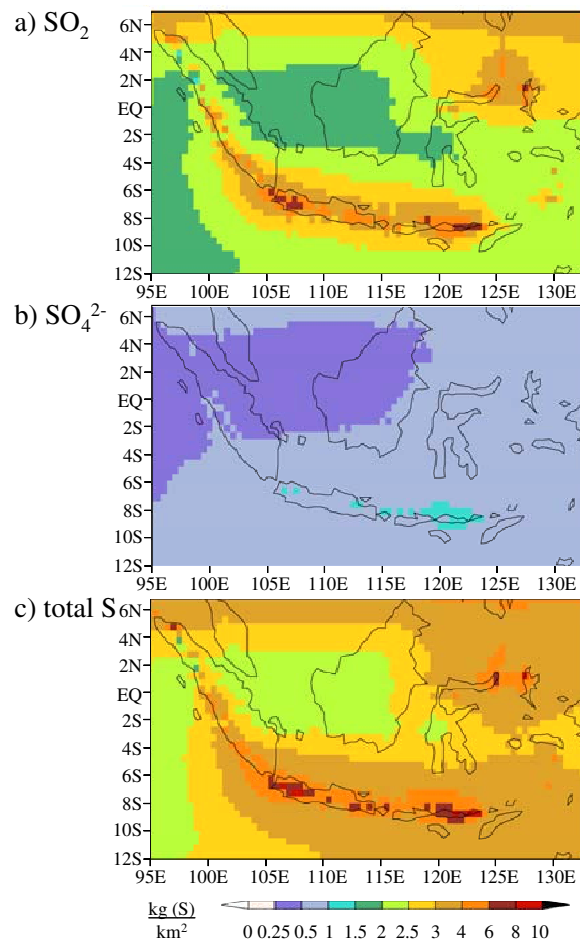 a) SO2
6N
4N
2N
EQ
2S
4S
6S
8S
10S
12S
95E 100E 105E 110E 115E 120E 125E 130E
b) SO4 2-
6N
4N
2N
EQ
2S
4S
6S
8S
10S
12S
95E 100E 105E 110E 115E 120E 125E 130E
c) total S
6N
4N
2N
EQ
2S
4S
6S
8S
10S
12S
95E 100E 105E 110E 115E 120E 125E 130E
kg (S)
km2
0 0.25 0.5 1 1.5 2 2.5 3 4 6 8 10